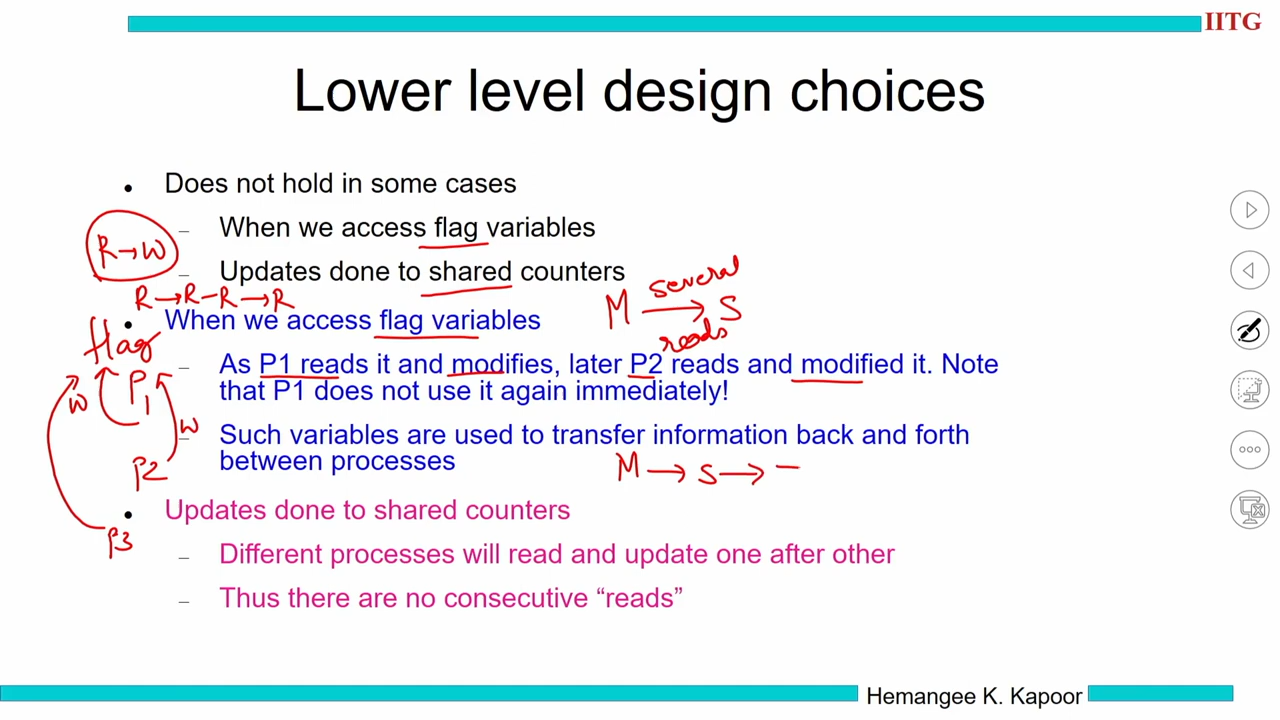 IITG
Lower level design choices
• Does not hold in some cases
– When we access flag variables
R→W
– Updates done to shared counters
R→R–R→R
M several → S
reads
• When we access flag variables
flag
– As P1 reads it and modifies, later P2 reads and modified it. Note
that P1 does not use it again immediately!
P1
W
W
– Such variables are used to transfer information back and forth
between processes
P2
M → S → –
• Updates done to shared counters
P3
– Different processes will read and update one after other
– Thus there are no consecutive “reads”
Hemangee K. Kapoor